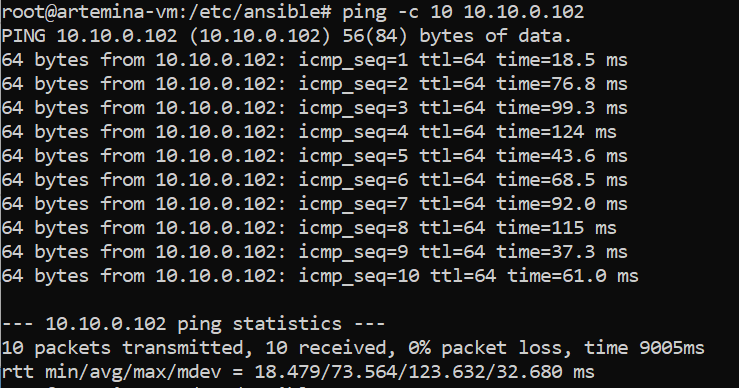 root@artemina-vm:/etc/ansible# ping -c 10 10.10.0.102
PING 10.10.0.102 (10.10.0.102) 56(84) bytes of data.
64 bytes from 10.10.0.102: icmp_seq=1 ttl=64 time=18.5 ms
64 bytes from 10.10.0.102: icmp_seq=2 ttl=64 time=76.8 ms
64 bytes from 10.10.0.102: icmp_seq=3 ttl=64 time=99.3 ms
64 bytes from 10.10.0.102: icmp_seq=4 ttl=64 time=124 ms
64 bytes from 10.10.0.102: icmp_seq=5 ttl=64 time=43.6 ms
64 bytes from 10.10.0.102: icmp_seq=6 ttl=64 time=68.5 ms
64 bytes from 10.10.0.102: icmp_seq=7 ttl=64 time=92.0 ms
64 bytes from 10.10.0.102: icmp_seq=8 ttl=64 time=115 ms
64 bytes from 10.10.0.102: icmp_seq=9 ttl=64 time=37.3 ms
64 bytes from 10.10.0.102: icmp_seq=10 ttl=64 time=61.0 ms
--- 10.10.0.102 ping statistics ---
10 packets transmitted, 10 received, 0% packet loss, time 9005ms
rtt min/avg/max/mdev = 18.479/73.564/123.632/32.680 ms